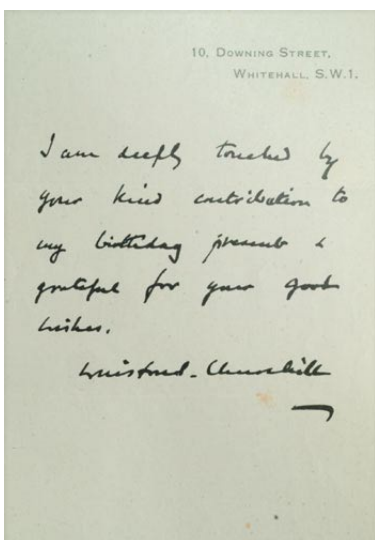 10, DOWNING STREET,
WHITEHALL, S.W.1.
I am deeply touched by
your kind contribution to
my birthday present &
grateful for your good
wishes.
Winston S. Churchill